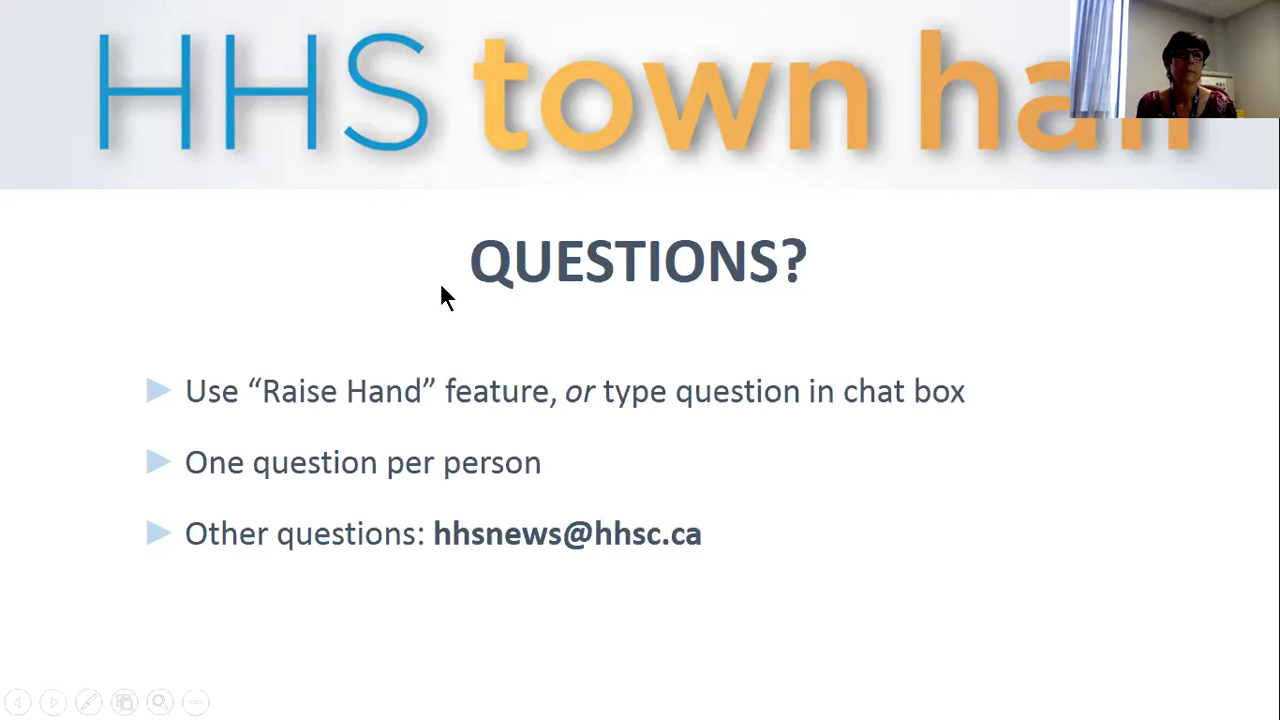 HHS town hall
QUESTIONS?
Use “Raise Hand” feature, or type question in chat box
One question per person
Other questions: hhsnews@hhsc.ca